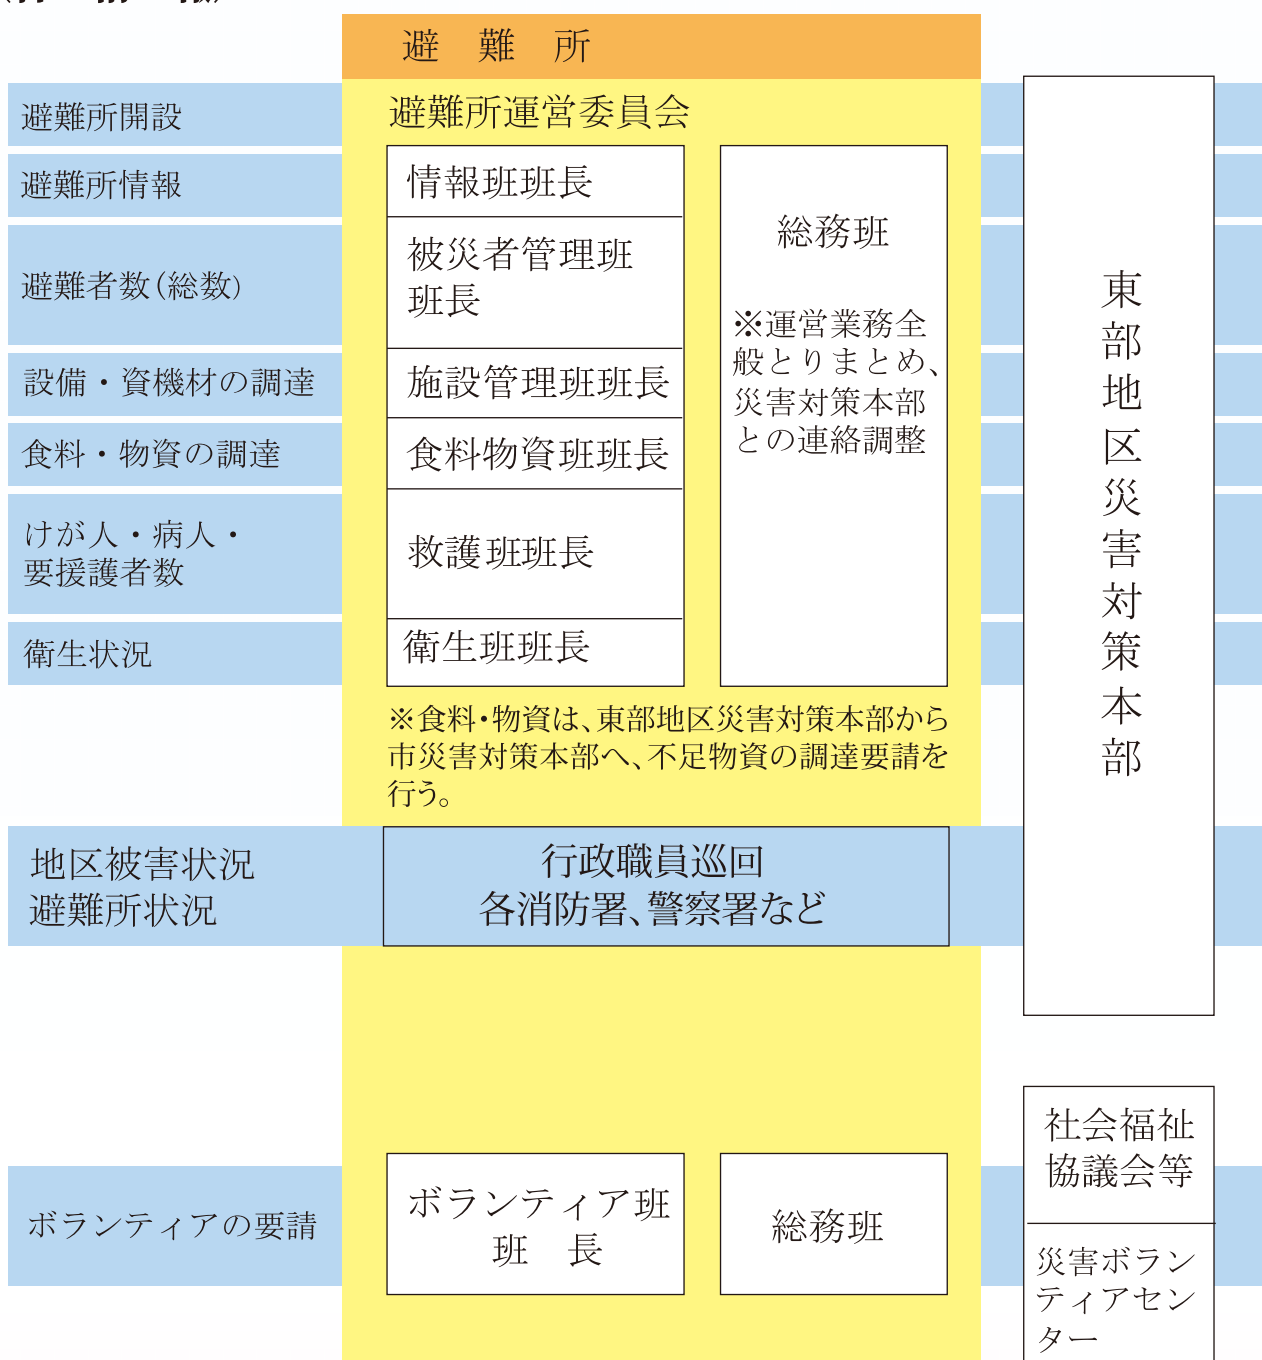 避 難 所
避難所開設
避難所情報
避難者数(総数)
設備・資機材の調達
食料・物資の調達
けが人・病人・
要援護者数
衛生状況
避難所運営委員会
情報班班長
被災者管理班
班長
施設管理班班長
食料物資班班長
救護班班長
衛生班班長
総務班
※運営業務全
般とりまとめ、
災害対策本部
との連絡調整
※食料・物資は、東部地区災害対策本部から
市災害対策本部へ、不足物資の調達要請を
行う。
東部地区災害対策本部
地区被害状況
避難所状況
行政職員巡回
各消防署、警察署など
ボランティアの要請
ボランティア班
班 長
総務班
社会福祉
協議会等
災害ボラン
ティアセン
ター